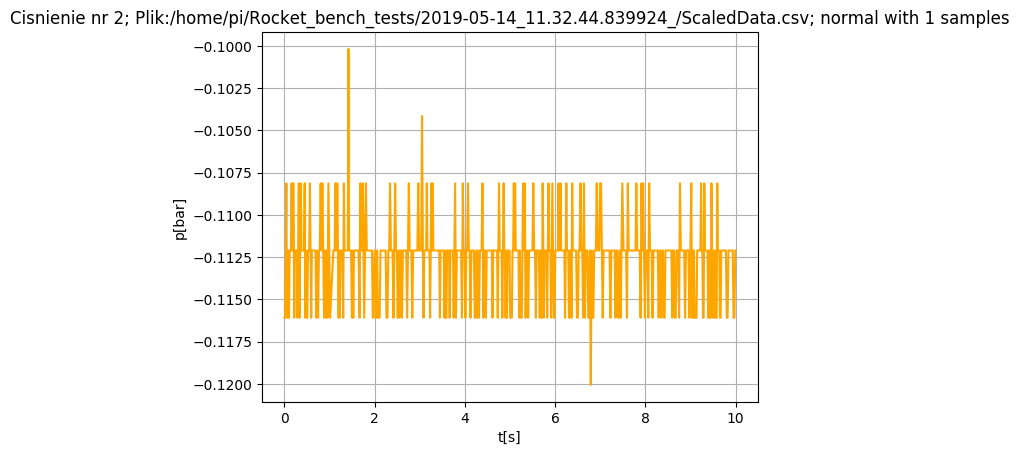 Cisnienie nr 2; Plik:/home/pi/Rocket_bench_tests/2019-05-14_11.32.44.839924_/ScaledData.csv; normal with 1 samples
p[bar]
−0.1000
−0.1025
−0.1050
−0.1075
−0.1100
−0.1125
−0.1150
−0.1175
−0.1200
0 2 4 6 8 10
t[s]